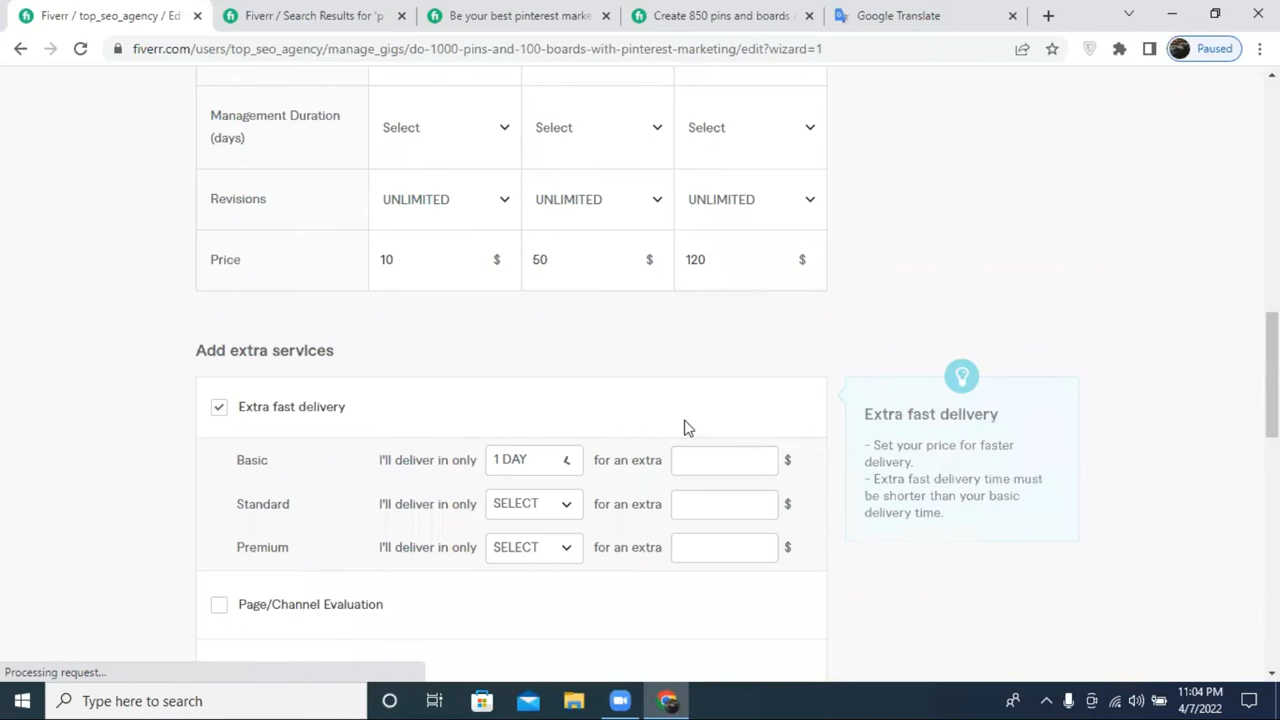 Fiverr / top_seo_agency / Ed
Fiverr / Search Results for 'p
Be your best pinterest marke
Create 850 pins and boards
Google Translate
fiverr.com/users/top_seo_agency/manage_gigs/do-1000-pins-and-100-boards-with-pinterest-marketing/edit?wizard=1
Paused
Management Duration
(days)
Select Select Select
Revisions UNLIMITED UNLIMITED UNLIMITED
Price 10 $ 50 $ 120 $
Add extra services
Extra fast delivery
Basic I'll deliver in only 1 DAY for an extra $
Standard I'll deliver in only SELECT for an extra $
Premium I'll deliver in only SELECT for an extra $
Page/Channel Evaluation
Extra fast delivery
- Set your price for faster
delivery.
- Extra fast delivery time must
be shorter than your basic
delivery time.
Processing request...
Type here to search
11:04 PM
4/7/2022